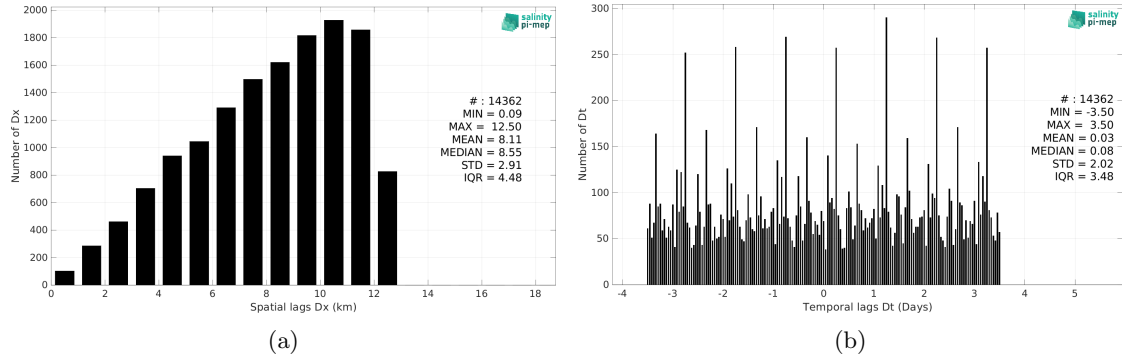 2000
1800
1600
1400
1200
1000
800
600
400
200
0
Number of Dx
0 2 4 6 8 10 12 14 16 18
Spatial lags Dx (km)
salinity
pi-mep
# : 14362
MIN = 0.09
MAX = 12.50
MEAN = 8.11
MEDIAN = 8.55
STD = 2.91
IQR = 4.48
(a)
300
250
200
150
100
50
0
Number of Dt
-4 -3 -2 -1 0 1 2 3 4 5
Temporal lags Dt (Days)
salinity
pi-mep
# : 14362
MIN = -3.50
MAX = 3.50
MEAN = 0.03
MEDIAN = 0.08
STD = 2.02
IQR = 3.48
(b)